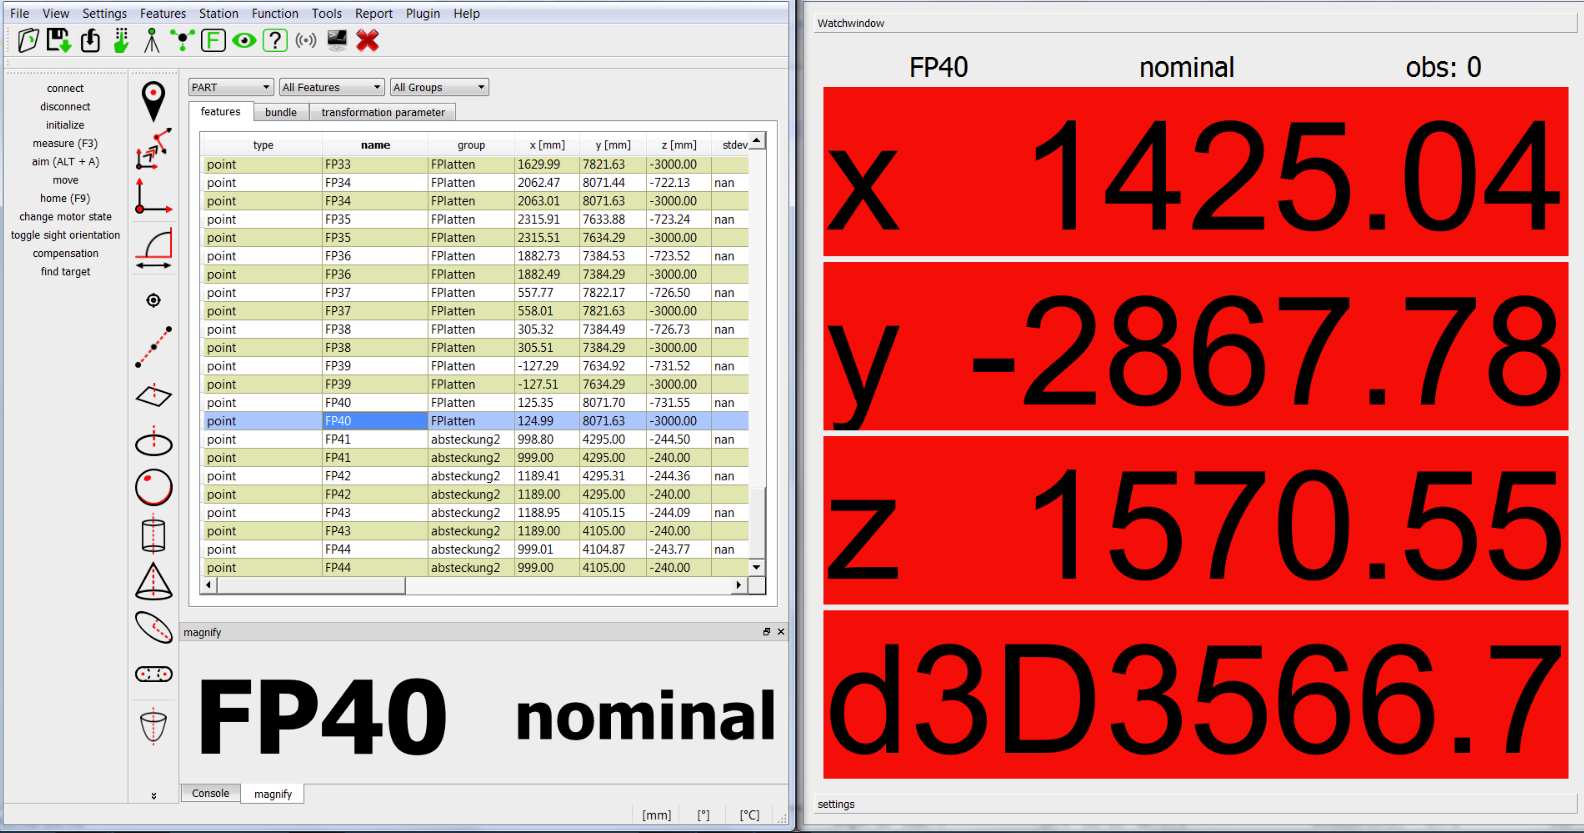 File View Settings Features Station Function Tools Report Plugin Help
F ?
connect
disconnect
initialize
measure (F3)
aim (ALT + A)
move
home (F9)
change motor state
toggle sight orientation
compensation
find target
PART All Features All Groups
features bundle transformation parameter
type name group x [mm] y [mm] z [mm] stdev
point FP33 FPlatten 1629.99 7821.63 -3000.00
point FP34 FPlatten 2062.47 8071.44 -722.13 nan
point FP34 FPlatten 2063.01 8071.63 -3000.00
point FP35 FPlatten 2315.91 7633.88 -723.24 nan
point FP35 FPlatten 2315.51 7634.29 -3000.00
point FP36 FPlatten 1882.73 7384.53 -723.52 nan
point FP36 FPlatten 1882.49 7384.29 -3000.00
point FP37 FPlatten 557.77 7822.17 -726.50 nan
point FP37 FPlatten 558.01 7821.63 -3000.00
point FP38 FPlatten 305.32 7384.49 -726.73 nan
point FP38 FPlatten 305.51 7384.29 -3000.00
point FP39 FPlatten -127.29 7634.92 -731.52 nan
point FP39 FPlatten -127.51 7634.29 -3000.00
point FP40 FPlatten 125.35 8071.70 -731.55 nan
point FP40 FPlatten 124.99 8071.63 -3000.00
point FP41 absteckung2 998.80 4295.00 -244.50 nan
point FP41 absteckung2 999.00 4295.00 -240.00
point FP42 absteckung2 1189.41 4295.31 -244.36 nan
point FP42 absteckung2 1189.00 4295.00 -240.00
point FP43 absteckung2 1188.95 4105.15 -244.09 nan
point FP43 absteckung2 1189.00 4105.00 -240.00
point FP44 absteckung2 999.01 4104.87 -243.77 nan
point FP44 absteckung2 999.00 4105.00 -240.00
magnify
FP40 nominal
Console magnify
[mm] [°] [°C]
Watchwindow
FP40 nominal obs: 0
x 1425.04
y -2867.78
z 1570.55
d3D3566.7
settings